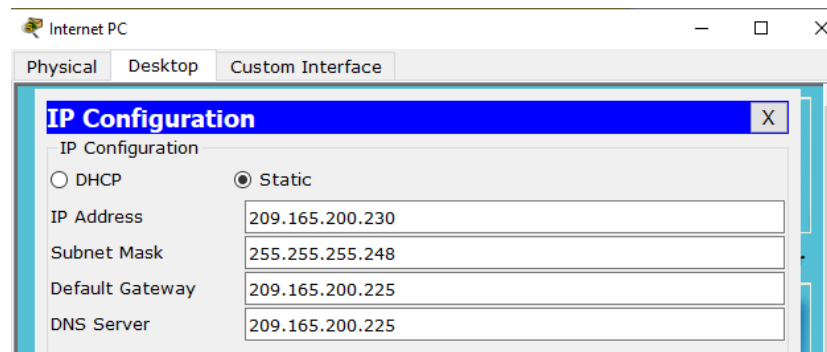 Internet PC
Physical Desktop Custom Interface
IP Configuration X
IP Configuration
DHCP Static
IP Address 209.165.200.230
Subnet Mask 255.255.255.248
Default Gateway 209.165.200.225
DNS Server 209.165.200.225